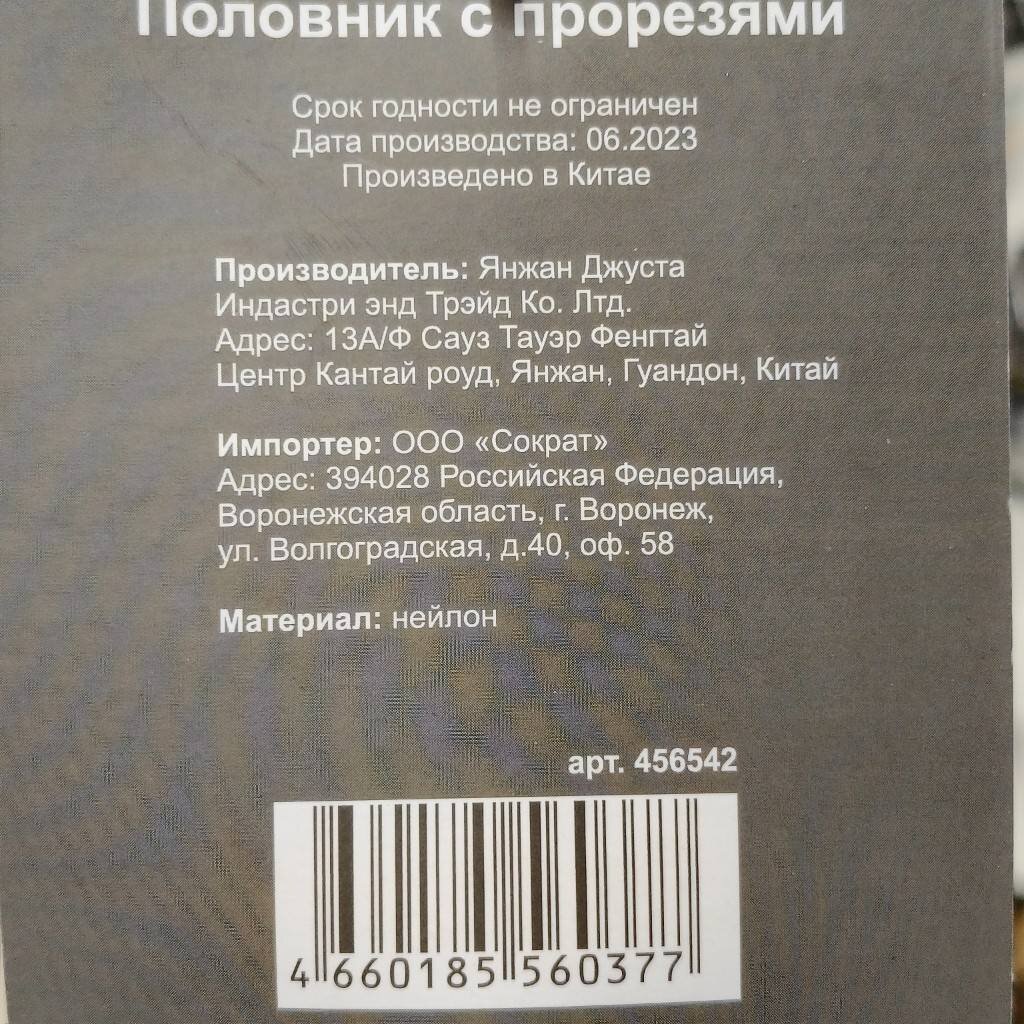 Половник с прорезями
Срок годности не ограничен
Дата производства: 06.2023
Произведено в Китае
Производитель: Янжан Джуста
Индастри энд Трэйд Ко. Лтд.
Адрес: 13А/Ф Сауз Тауэр Фенгтай
Центр Кантай роуд, Янжан, Гуандон, Китай
Импортер: ООО «Сократ»
Адрес: 394028 Российская Федерация,
Воронежская область, г. Воронеж,
ул. Волгоградская, д.40, оф. 58
Материал: нейлон
арт. 456542
4 660185 560377